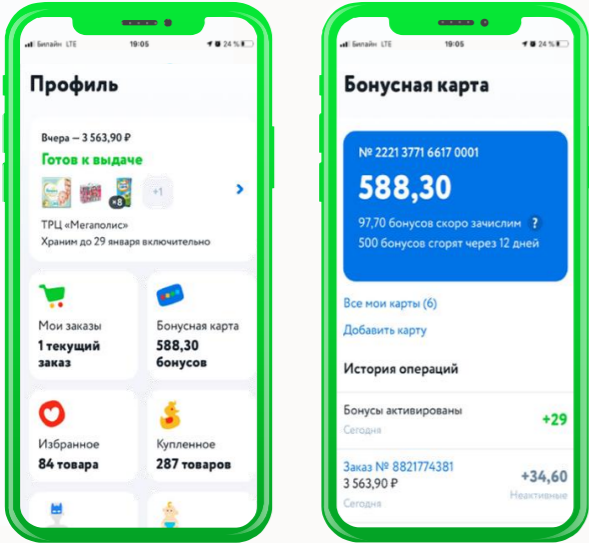 Билайн LTE 19:05 24 %
Профиль
Вчера — 3 563,90 ₽
Готов к выдаче
×8
+1
ТРЦ «Мегаполис»
Храним до 29 января включительно
Мои заказы
1 текущий
заказ
Бонусная карта
588,30
бонусов
Избранное
84 товара
Купленное
287 товаров
Билайн LTE 19:05 24 %
Бонусная карта
№ 2221 3771 6617 0001
588,30
97,70 бонусов скоро зачислим ?
500 бонусов сгорят через 12 дней
Все мои карты (6)
Добавить карту
История операций
Бонусы активированы
Сегодня
+29
Заказ № 8821774381
3 563,90 ₽
Сегодня
+34,60
Неактивные